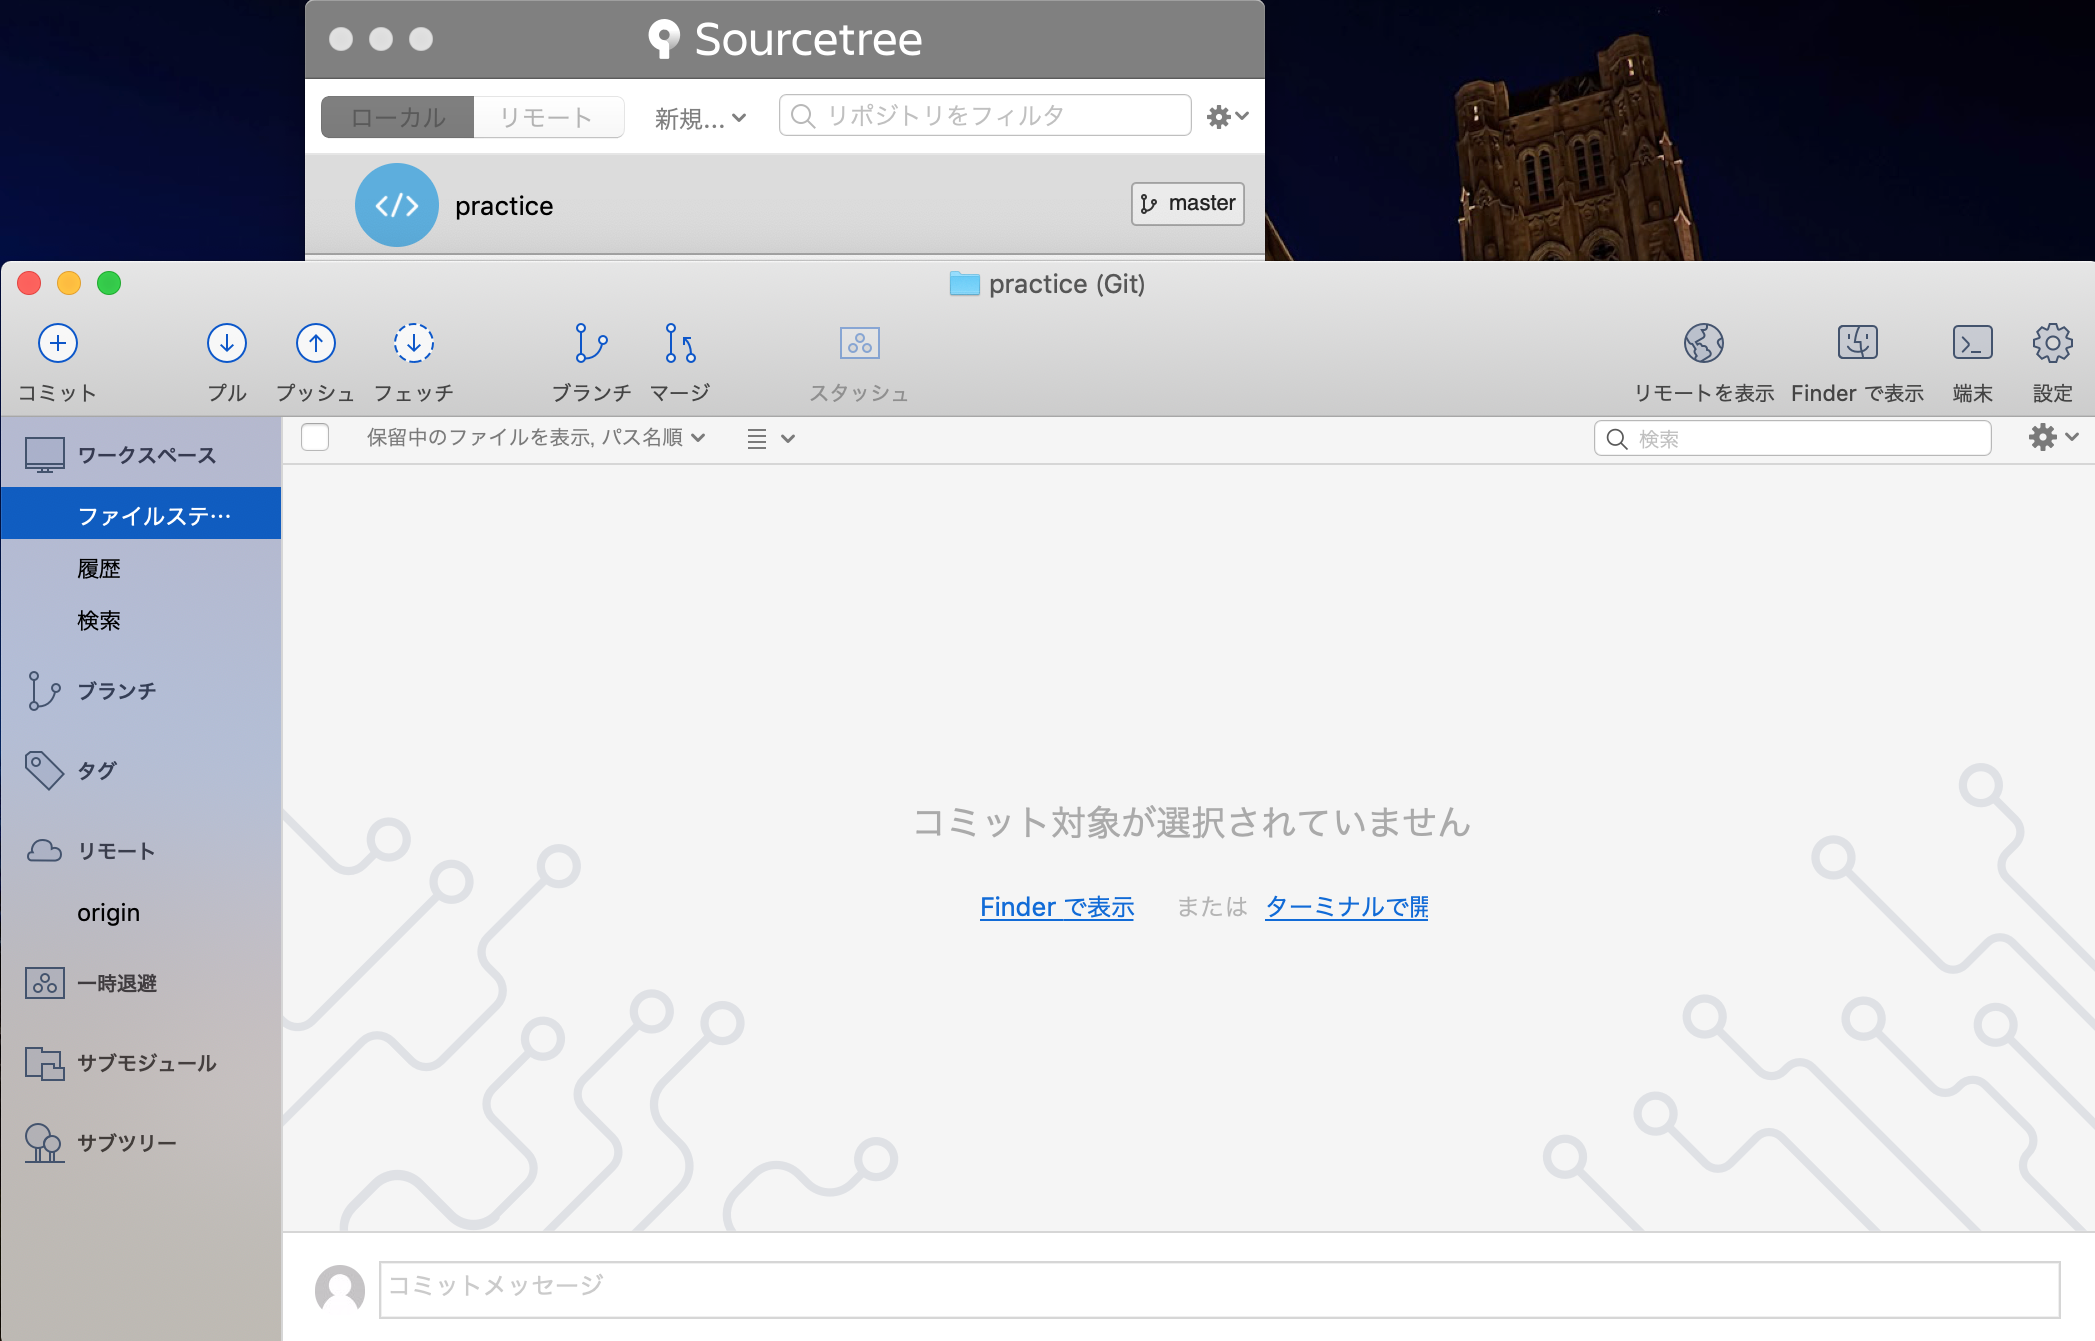 Sourcetree
ローカル リモート 新規... リポジトリをフィルタ
practice master
practice (Git)
コミット プル プッシュ フェッチ ブランチ マージ スタッシュ リモートを表示 Finder で表示 端末 設定
ワークスペース 保留中のファイルを表示, パス名順 検索
ファイルステ…
履歴
検索
ブランチ
タグ
コミット対象が選択されていません
リモート
Finder で表示 または ターミナルで開
origin
一時退避
サブモジュール
サブツリー
コミットメッセージ